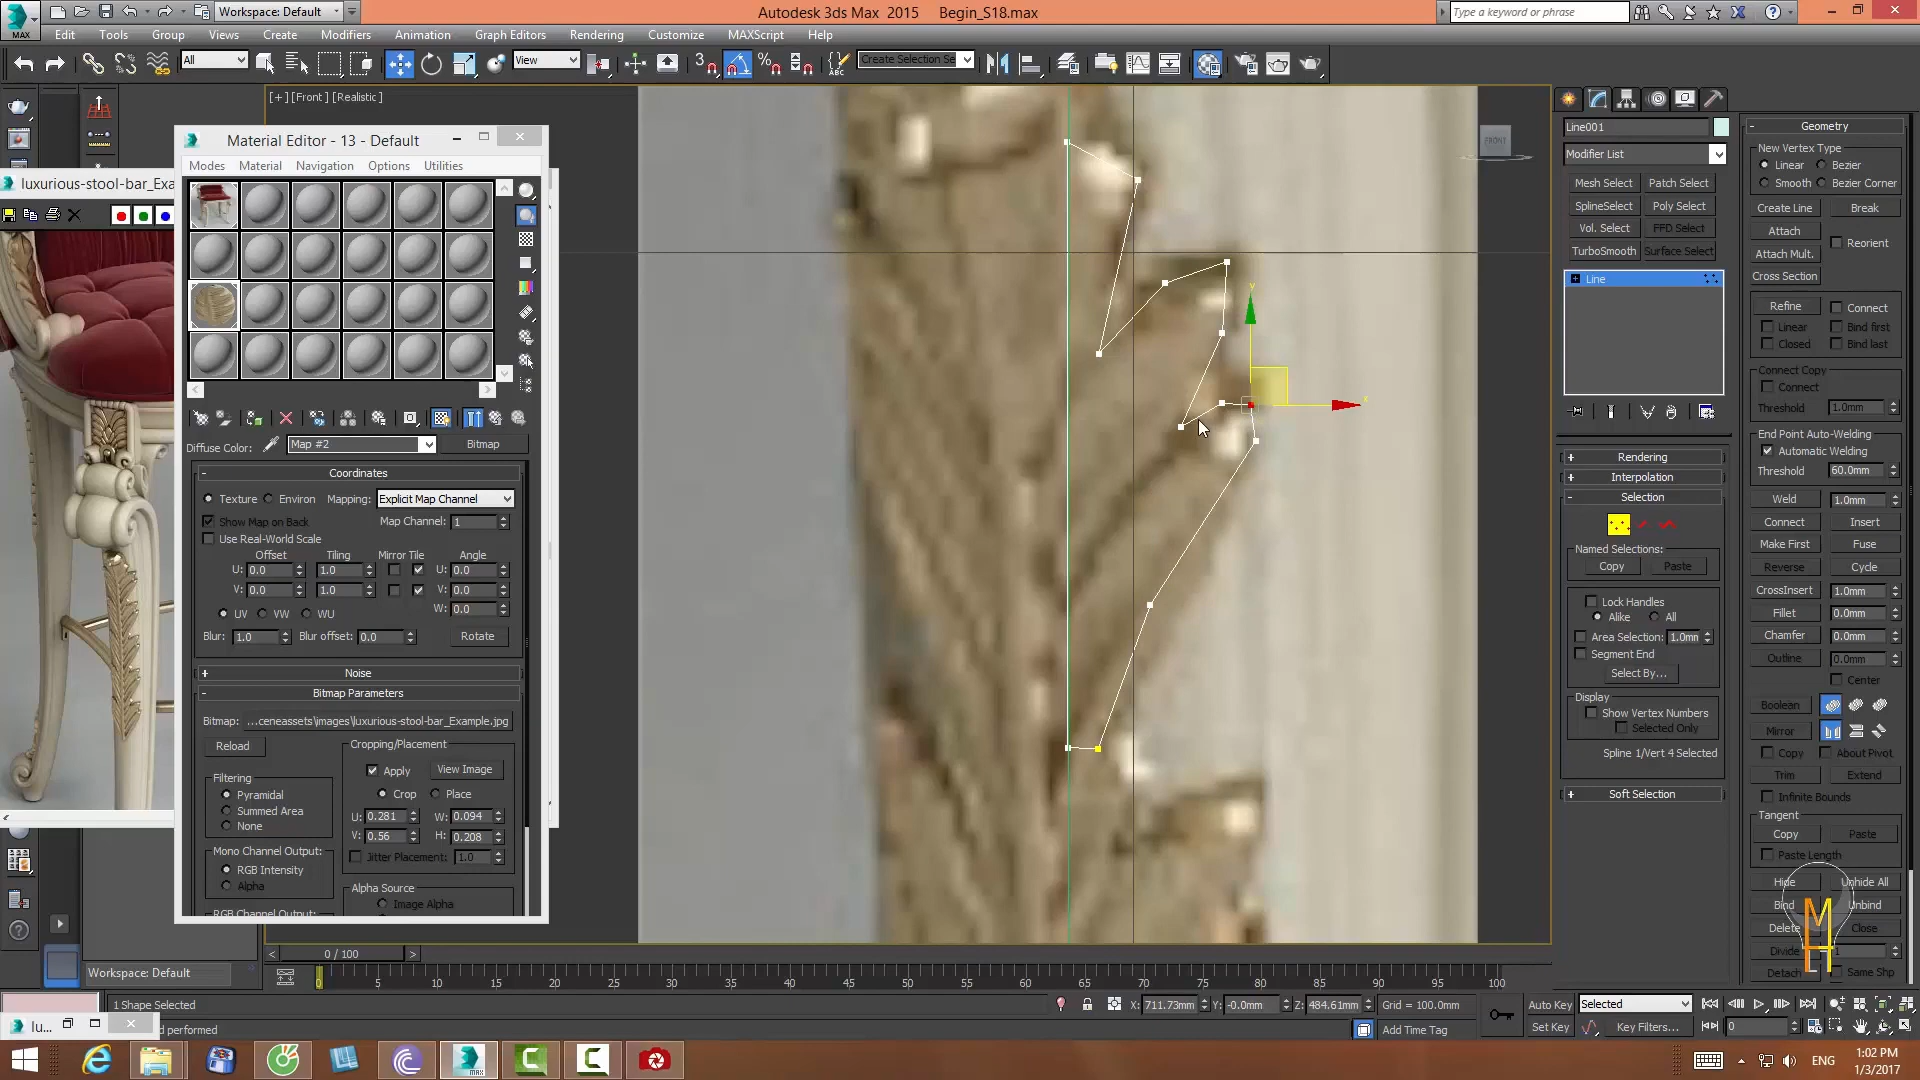 Workspace: Default
Autodesk 3ds Max 2015 Begin_S18.max
Type a keyword or phrase
MAX
Edit Tools Group Views Create Modifiers Animation Graph Editors Rendering Customize MAXScript Help
All
View
3
ABC
Create Selection Se
[+] [Front] [Realistic]
FRONT
luxurious-stool-bar_Exa
Material Editor - 13 - Default
Modes Material Navigation Options Utilities
Diffuse Color: Map #2 Bitmap
- Coordinates
Texture Environ Mapping: Explicit Map Channel
Show Map on Back Map Channel: 1
Use Real-World Scale
Offset Tiling Mirror Tile Angle
U: 0.0 1.0 U: 0.0
V: 0.0 1.0 V: 0.0
UV VW WU W: 0.0
Blur: 1.0 Blur offset: 0.0 Rotate
+ Noise
- Bitmap Parameters
Bitmap: ...ceneassets\images\luxurious-stool-bar_Example.jpg
Reload
Cropping/Placement
Apply View Image
Crop Place
U: 0.281 W: 0.094
V: 0.56 H: 0.208
Jitter Placement: 1.0
Filtering
Pyramidal
Summed Area
None
Mono Channel Output:
RGB Intensity
Alpha
RGB Channel Output:
Alpha Source
Image Alpha
y
x
Line001
Modifier List
Mesh Select Patch Select
SplineSelect Poly Select
Vol. Select FFD Select
TurboSmooth Surface Select
Line
+ Rendering
+ Interpolation
- Selection
Named Selections:
Copy Paste
Lock Handles
Alike All
Area Selection: 1.0mm
Segment End
Select By...
Display
Show Vertex Numbers
Selected Only
Spline 1/Vert 4 Selected
+ Soft Selection
- Geometry
New Vertex Type
Linear Bezier
Smooth Bezier Corner
Create Line Break
Attach Reorient
Attach Mult.
Cross Section
Refine Connect
Linear Bind first
Closed Bind last
Connect Copy
Connect
Threshold 1.0mm
End Point Auto-Welding
Automatic Welding
Threshold 60.0mm
Weld 1.0mm
Connect Insert
Make First Fuse
Reverse Cycle
CrossInsert 1.0mm
Fillet 0.0mm
Chamfer 0.0mm
Outline 0.0mm
Center
Boolean
Mirror
Copy About Pivot
Trim Extend
Infinite Bounds
Tangent
Copy Paste
Paste Length
Hide Unhide All
Bind Unbind
Delete Close
Divide 1
Detach Same Shp
MH
0 / 100
Workspace: Default
0 5 10 15 20 25 30 35 40 45 50 55 60 65 70 75 80 85 90 95 100
1 Shape Selected
X: 711.73mm Y: -0.0mm Z: 484.61mm Grid = 100.0mm
Auto Key Selected
lu...
d performed
Add Time Tag
Set Key Key Filters... 0
MAX
ENG
1:02 PM
1/3/2017